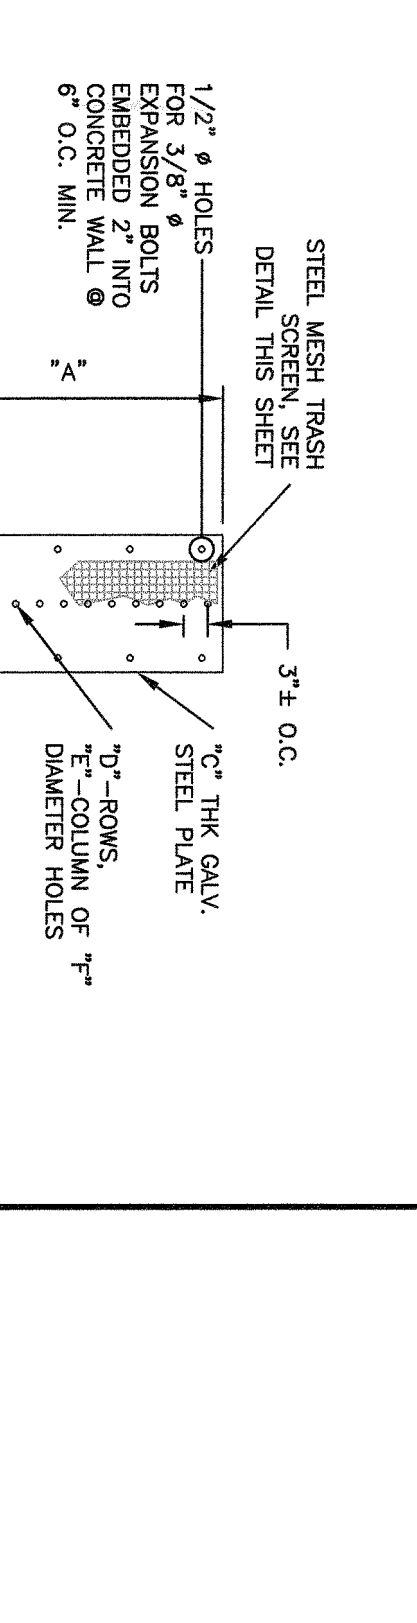 STEEL MESH TRASH
SCREEN, SEE
DETAIL THIS SHEET
1/2" ø HOLES
FOR 3/8" ø
EXPANSION BOLTS
EMBEDDED 2" INTO
CONCRETE WALL @
6" O.C. MIN.
"A"
3"± O.C.
"C" THK GALV.
STEEL PLATE
"D"-ROWS,
"E"-COLUMN OF "F"
DIAMETER HOLES